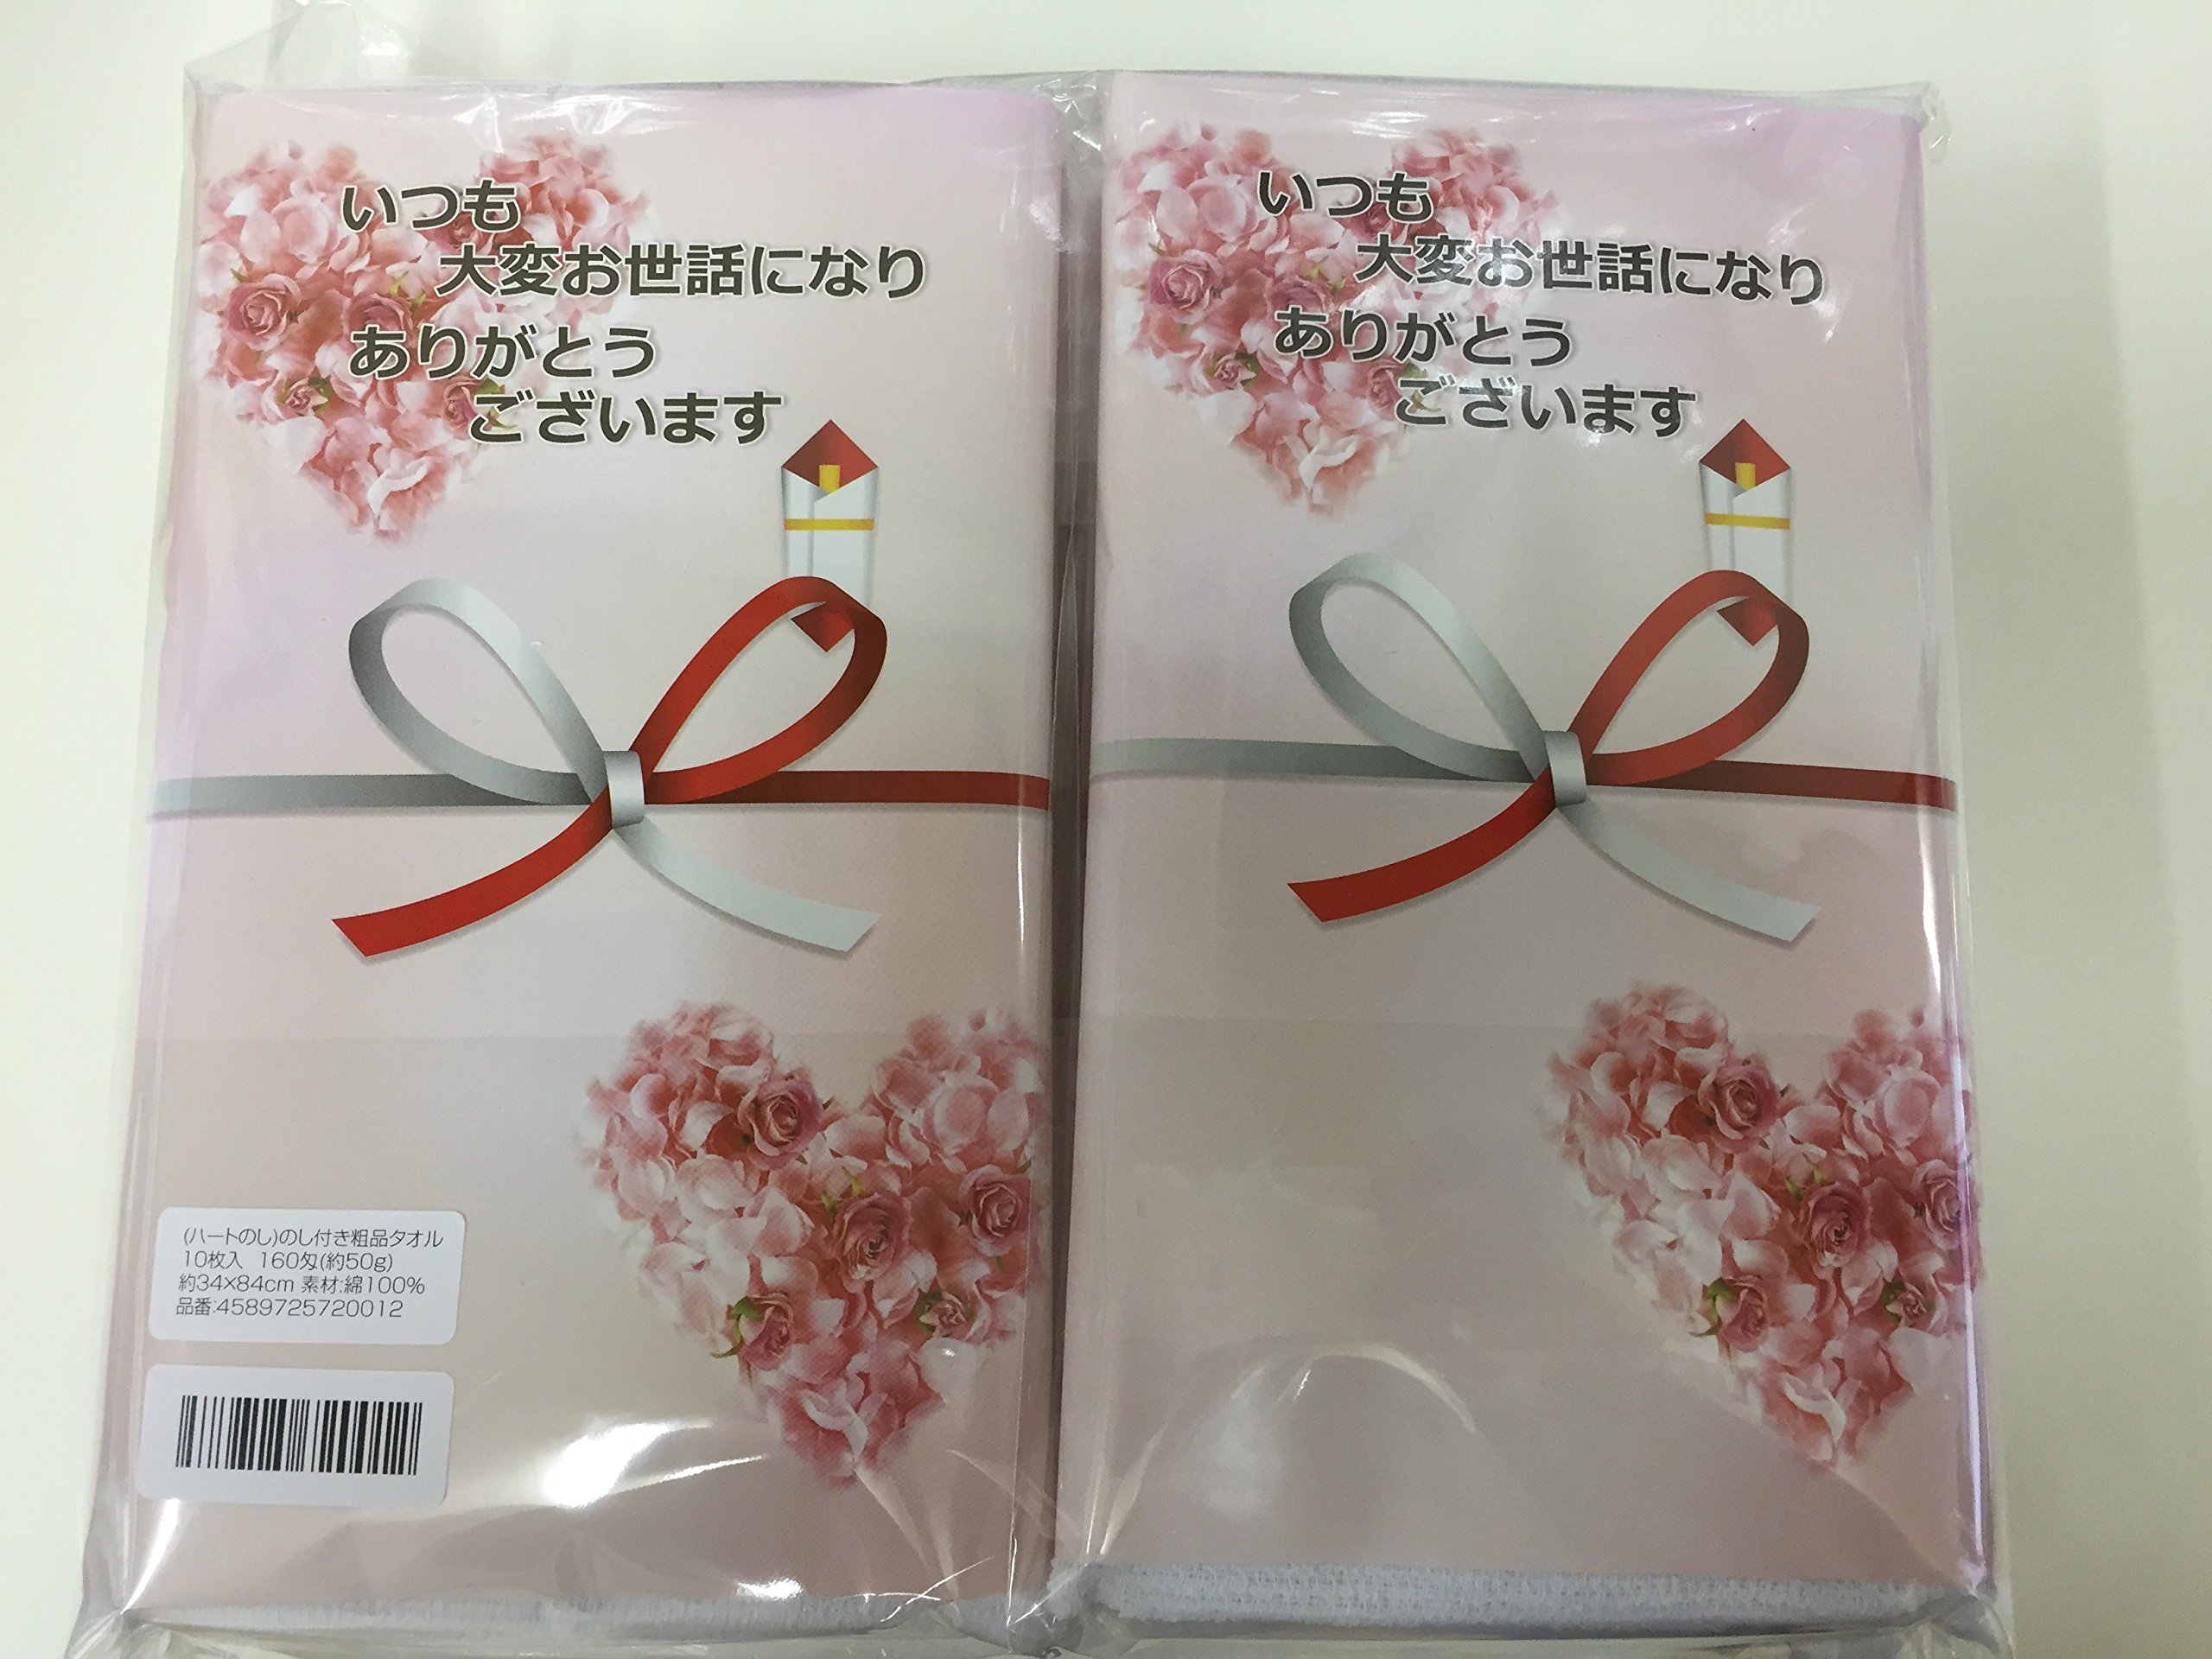 いつも
大変お世話になり
ありがとう
ございます
(ハートのし)のし付き粗品タオル
10枚入 160匁(約50g)
約34×84cm 素材:綿100%
品番:4589725720012
いつも
大変お世話になり
ありがとう
ございます